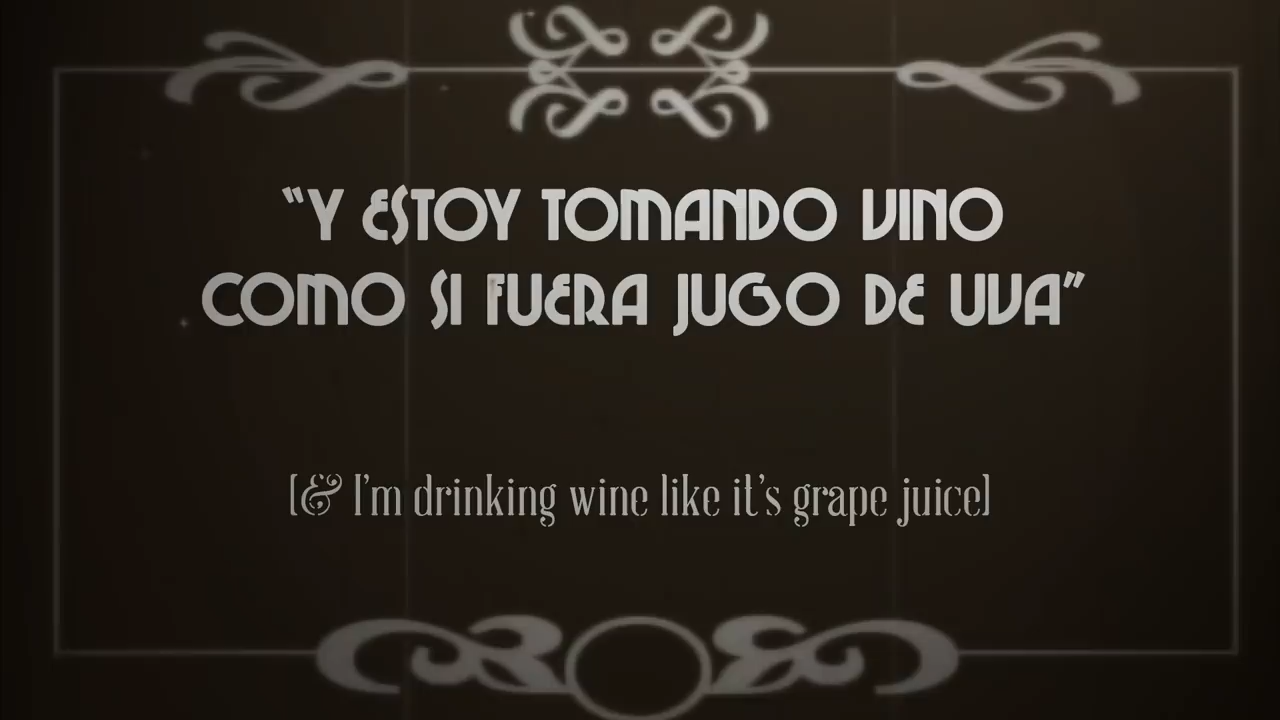 “Y ESTOY TOMANDO VINO
COMO SI FUERA JUGO DE UVA”
[& I'm drinking wine like it's grape juice]